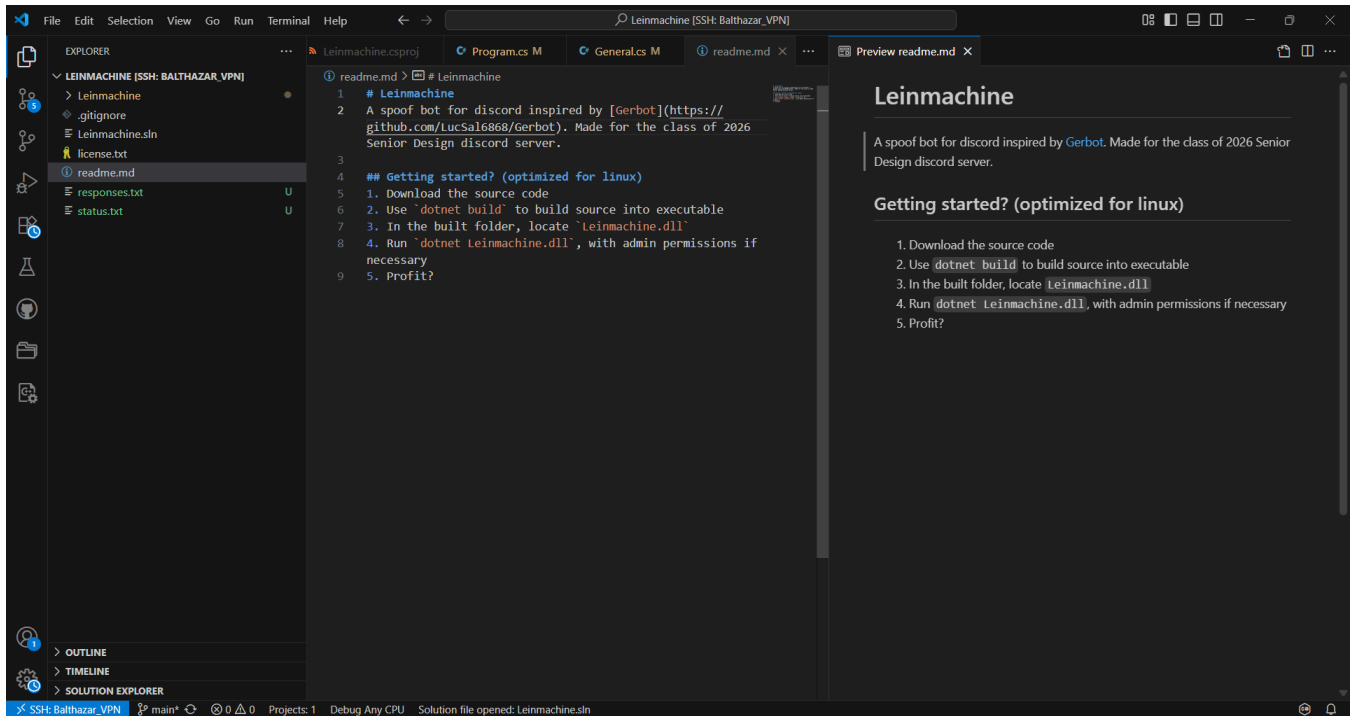 File Edit Selection View Go Run Terminal Help
Leinmachine [SSH: Balthazar_VPN]
EXPLORER
LEINMACHINE [SSH: BALTHAZAR_VPN]
Leinmachine
.gitignore
Leinmachine.sln
license.txt
readme.md
responses.txt U
status.txt U
OUTLINE
TIMELINE
SOLUTION EXPLORER
5
1
Leinmachine.csproj
Program.cs M
General.cs M
readme.md
readme.md > # Leinmachine
1 # Leinmachine
2 A spoof bot for discord inspired by [Gerbot](https://
github.com/LucSal6868/Gerbot). Made for the class of 2026
Senior Design discord server.
3
4 ## Getting started? (optimized for linux)
5 1. Download the source code
6 2. Use `dotnet build` to build source into executable
7 3. In the built folder, locate `Leinmachine.dll`
8 4. Run `dotnet Leinmachine.dll`, with admin permissions if
necessary
9 5. Profit?
Preview readme.md
Leinmachine
A spoof bot for discord inspired by Gerbot. Made for the class of 2026 Senior
Design discord server.
Getting started? (optimized for linux)
1. Download the source code
2. Use dotnet build to build source into executable
3. In the built folder, locate Leinmachine.dll
4. Run dotnet Leinmachine.dll, with admin permissions if necessary
5. Profit?
SSH: Balthazar_VPN main* 0 0 Projects: 1 Debug Any CPU Solution file opened: Leinmachine.sln